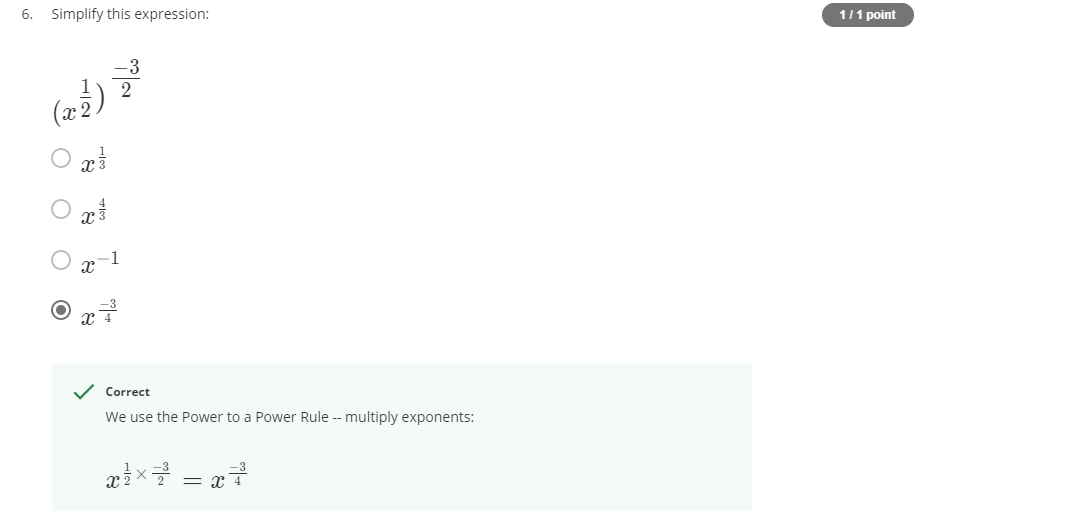 6. Simplify this expression:
1 / 1 point
(x^{\frac{1}{2}})^{\frac{-3}{2}}
x^{\frac{1}{3}}
x^{\frac{4}{3}}
x^{-1}
x^{\frac{-3}{4}}
Correct
We use the Power to a Power Rule -- multiply exponents:
x^{\frac{1}{2} \times \frac{-3}{2}} = x^{\frac{-3}{4}}